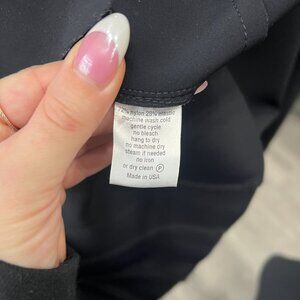 nylon 28% elastic
machine wash cold
gentle cycle
no bleach
hang to dry
no machine dry
steam if needed
no iron
or dry clean Ⓟ
Made in USA